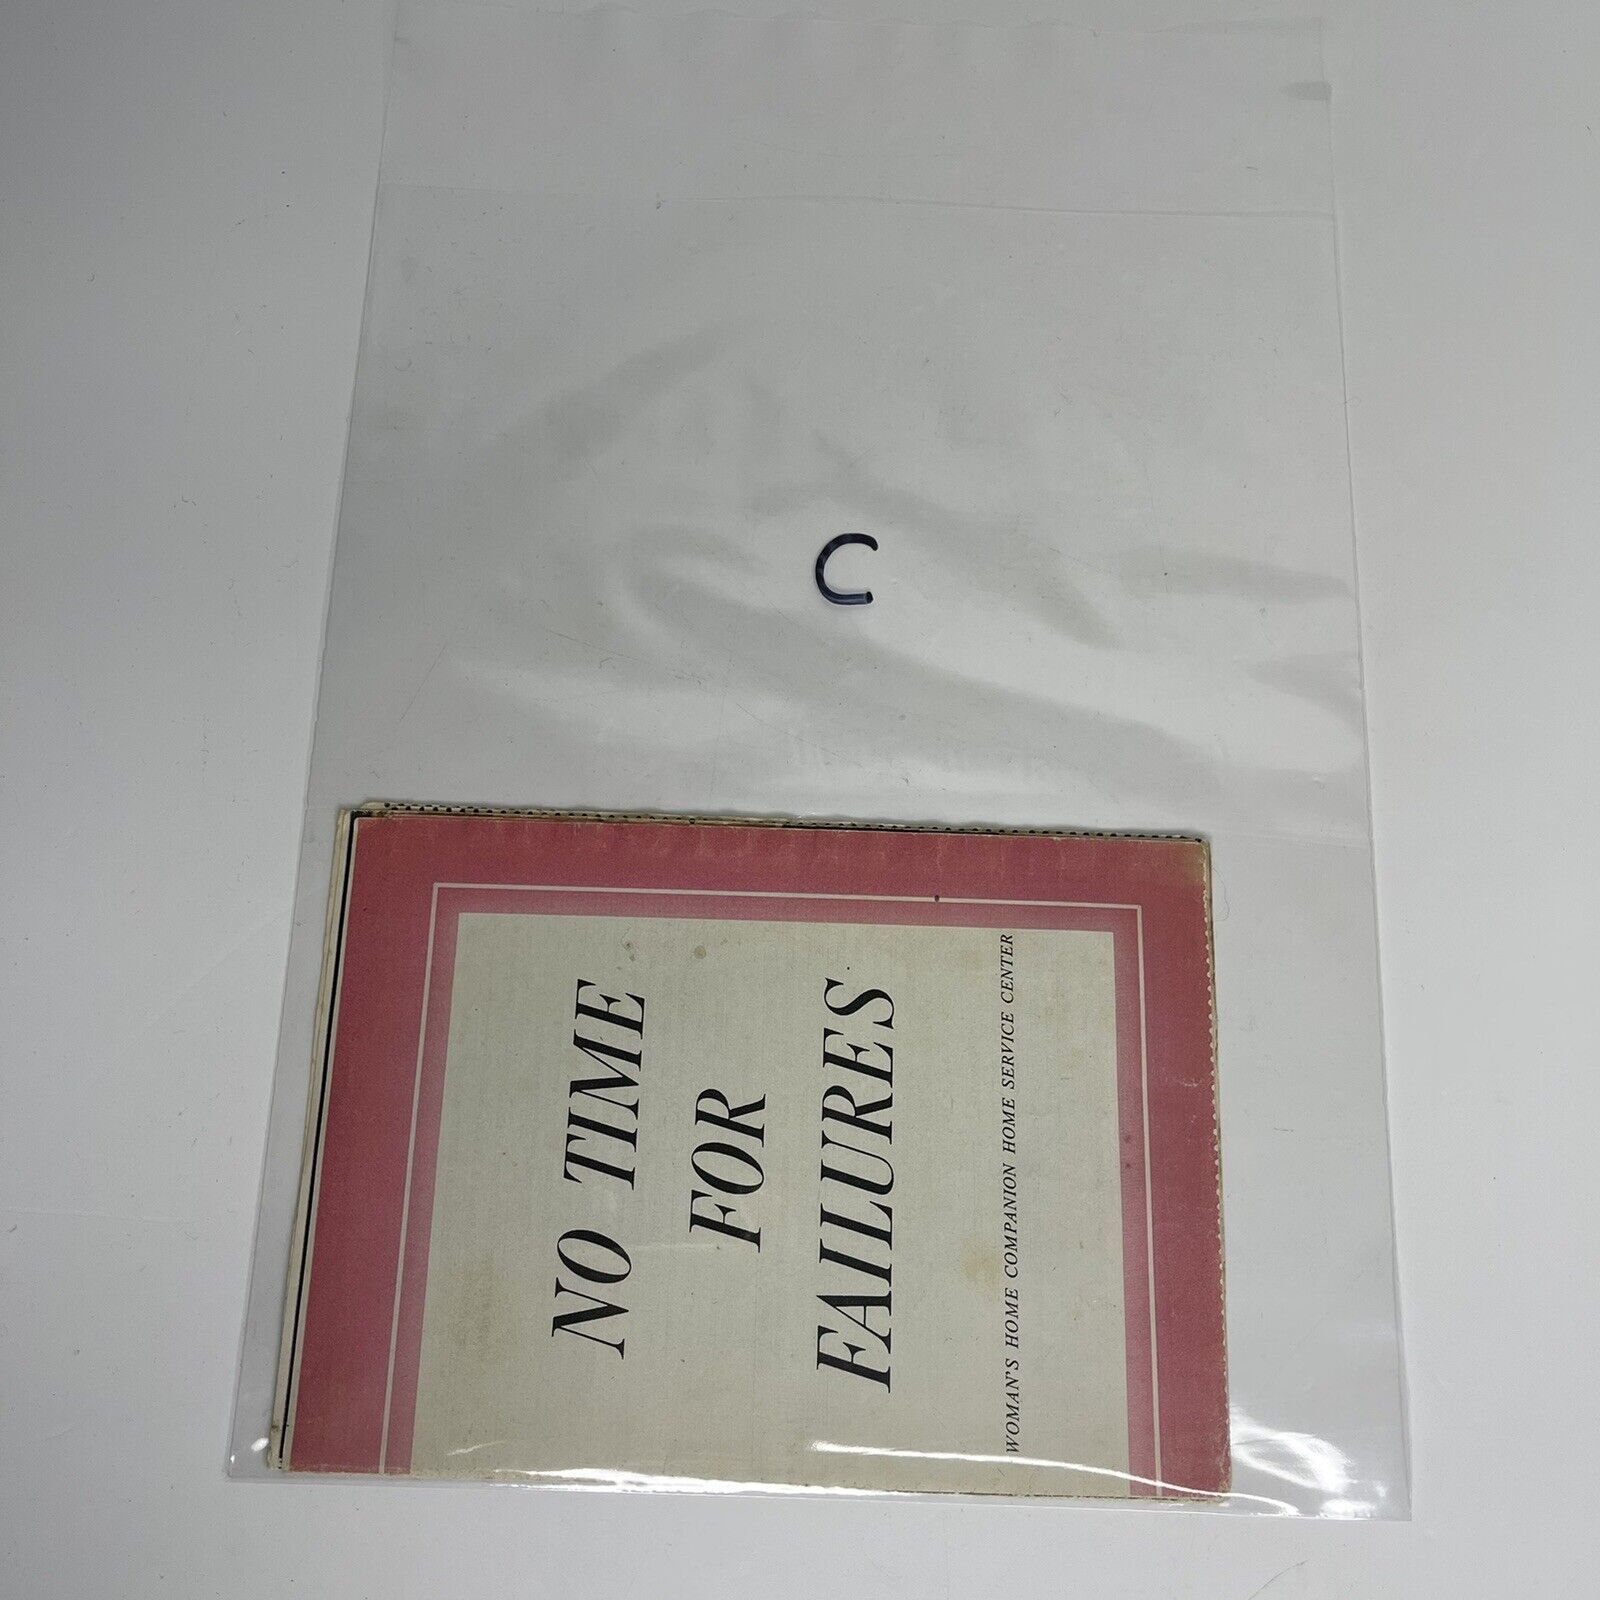 NO TIME
FOR
FAILURES
WOMAN'S HOME COMPANION HOME SERVICE CENTER